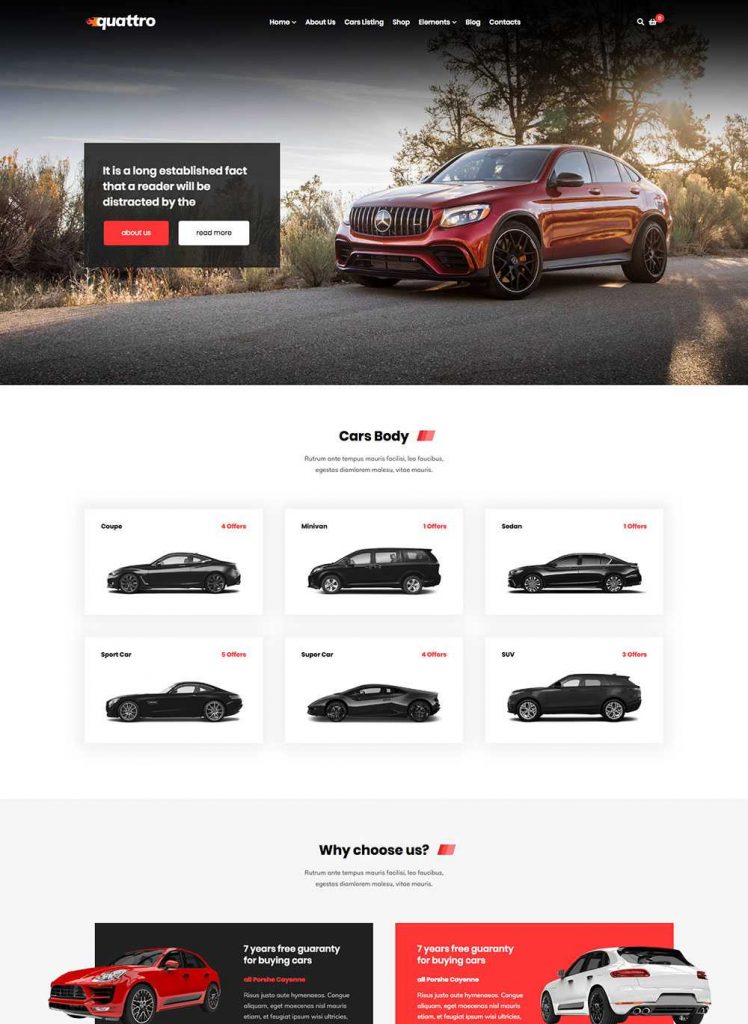 quattro
Home About Us Cars Listing Shop Elements Blog Contacts
0
It is a long established fact
that a reader will be
distracted by the
about us read more
Cars Body
Rutrum ante tempus mauris facilisi, leo faucibus,
egestas diamlorem malesu, vitae mauris.
Coupe 4 Offers
Minivan 1 Offers
Sedan 1 Offers
Sport Car 5 Offers
Super Car 4 Offers
SUV 3 Offers
Why choose us?
Rutrum ante tempus mauris facilisi, leo faucibus,
egestas diamlorem malesu, vitae mauris.
7 years free guaranty
for buying cars
all Porshe Cayenne
Risus justo aute hymenaeos. Congue
aliquam, eget maecenas nisl mauris
etiam, et feugiat ipsum wisi ultricies,
7 years free guaranty
for buying cars
all Porshe Cayenne
Risus justo aute hymenaeos. Congue
aliquam, eget maecenas nisl mauris
etiam, et feugiat ipsum wisi ultricies,